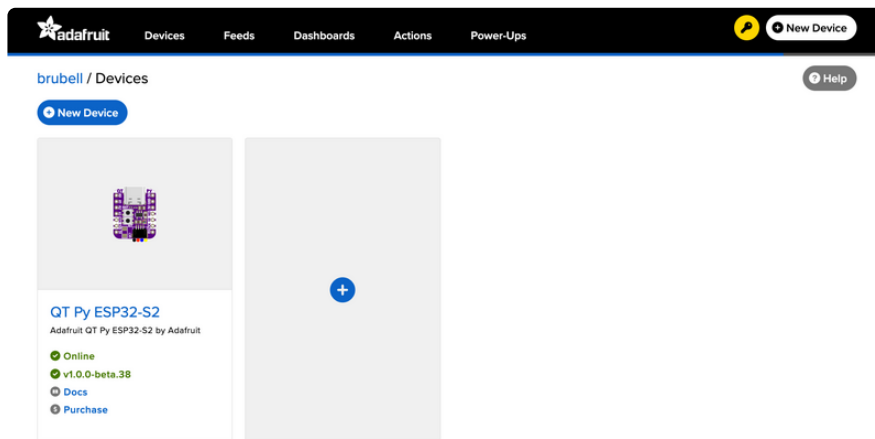 adafruit Devices Feeds Dashboards Actions Power-Ups New Device
brubell / Devices Help
New Device
QT Py ESP32-S2
Adafruit QT Py ESP32-S2 by Adafruit
Online
v1.0.0-beta.38
Docs
Purchase